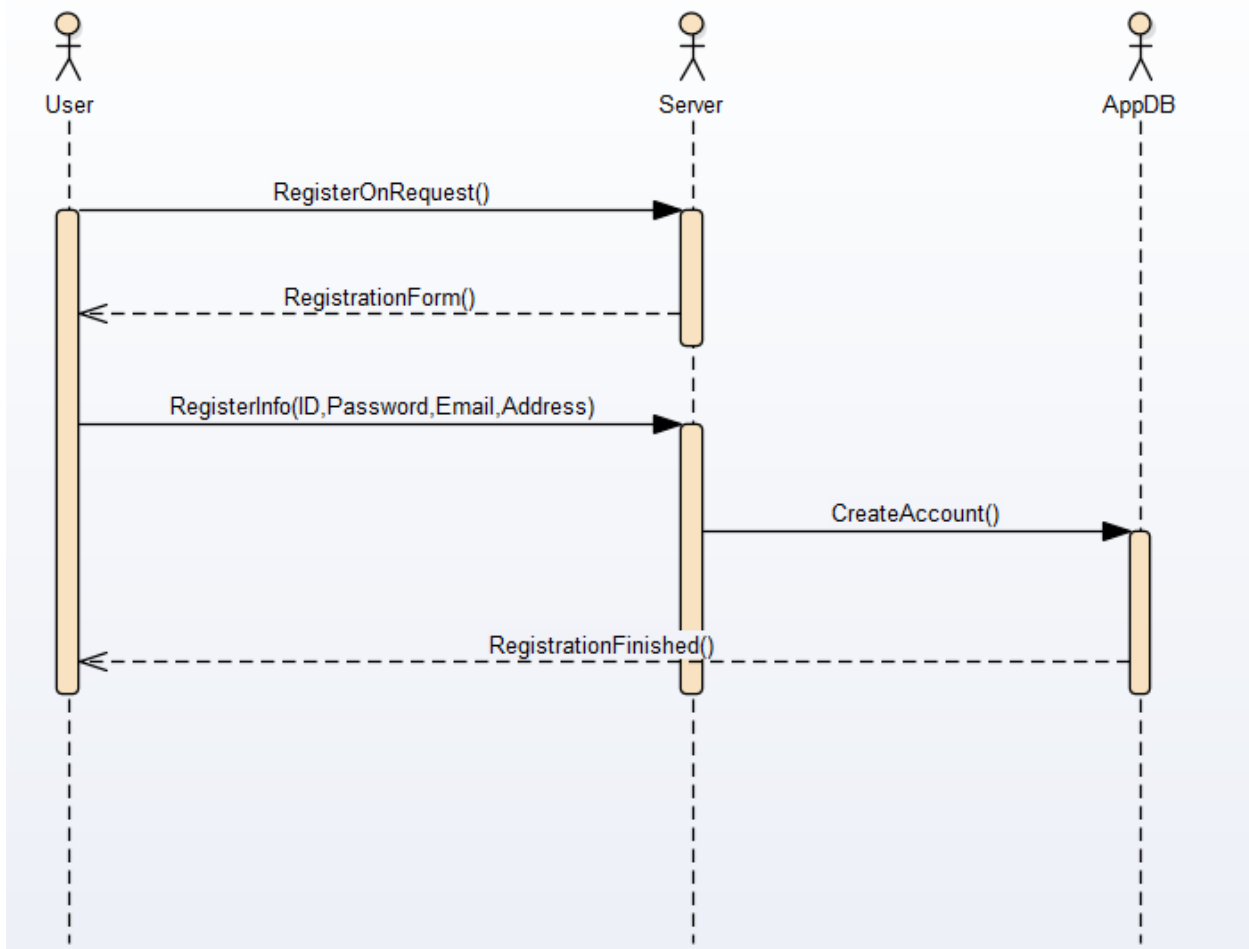 User
Server
AppDB
RegisterOnRequest()
RegistrationForm()
RegisterInfo(ID,Password,Email,Address)
CreateAccount()
RegistrationFinished()